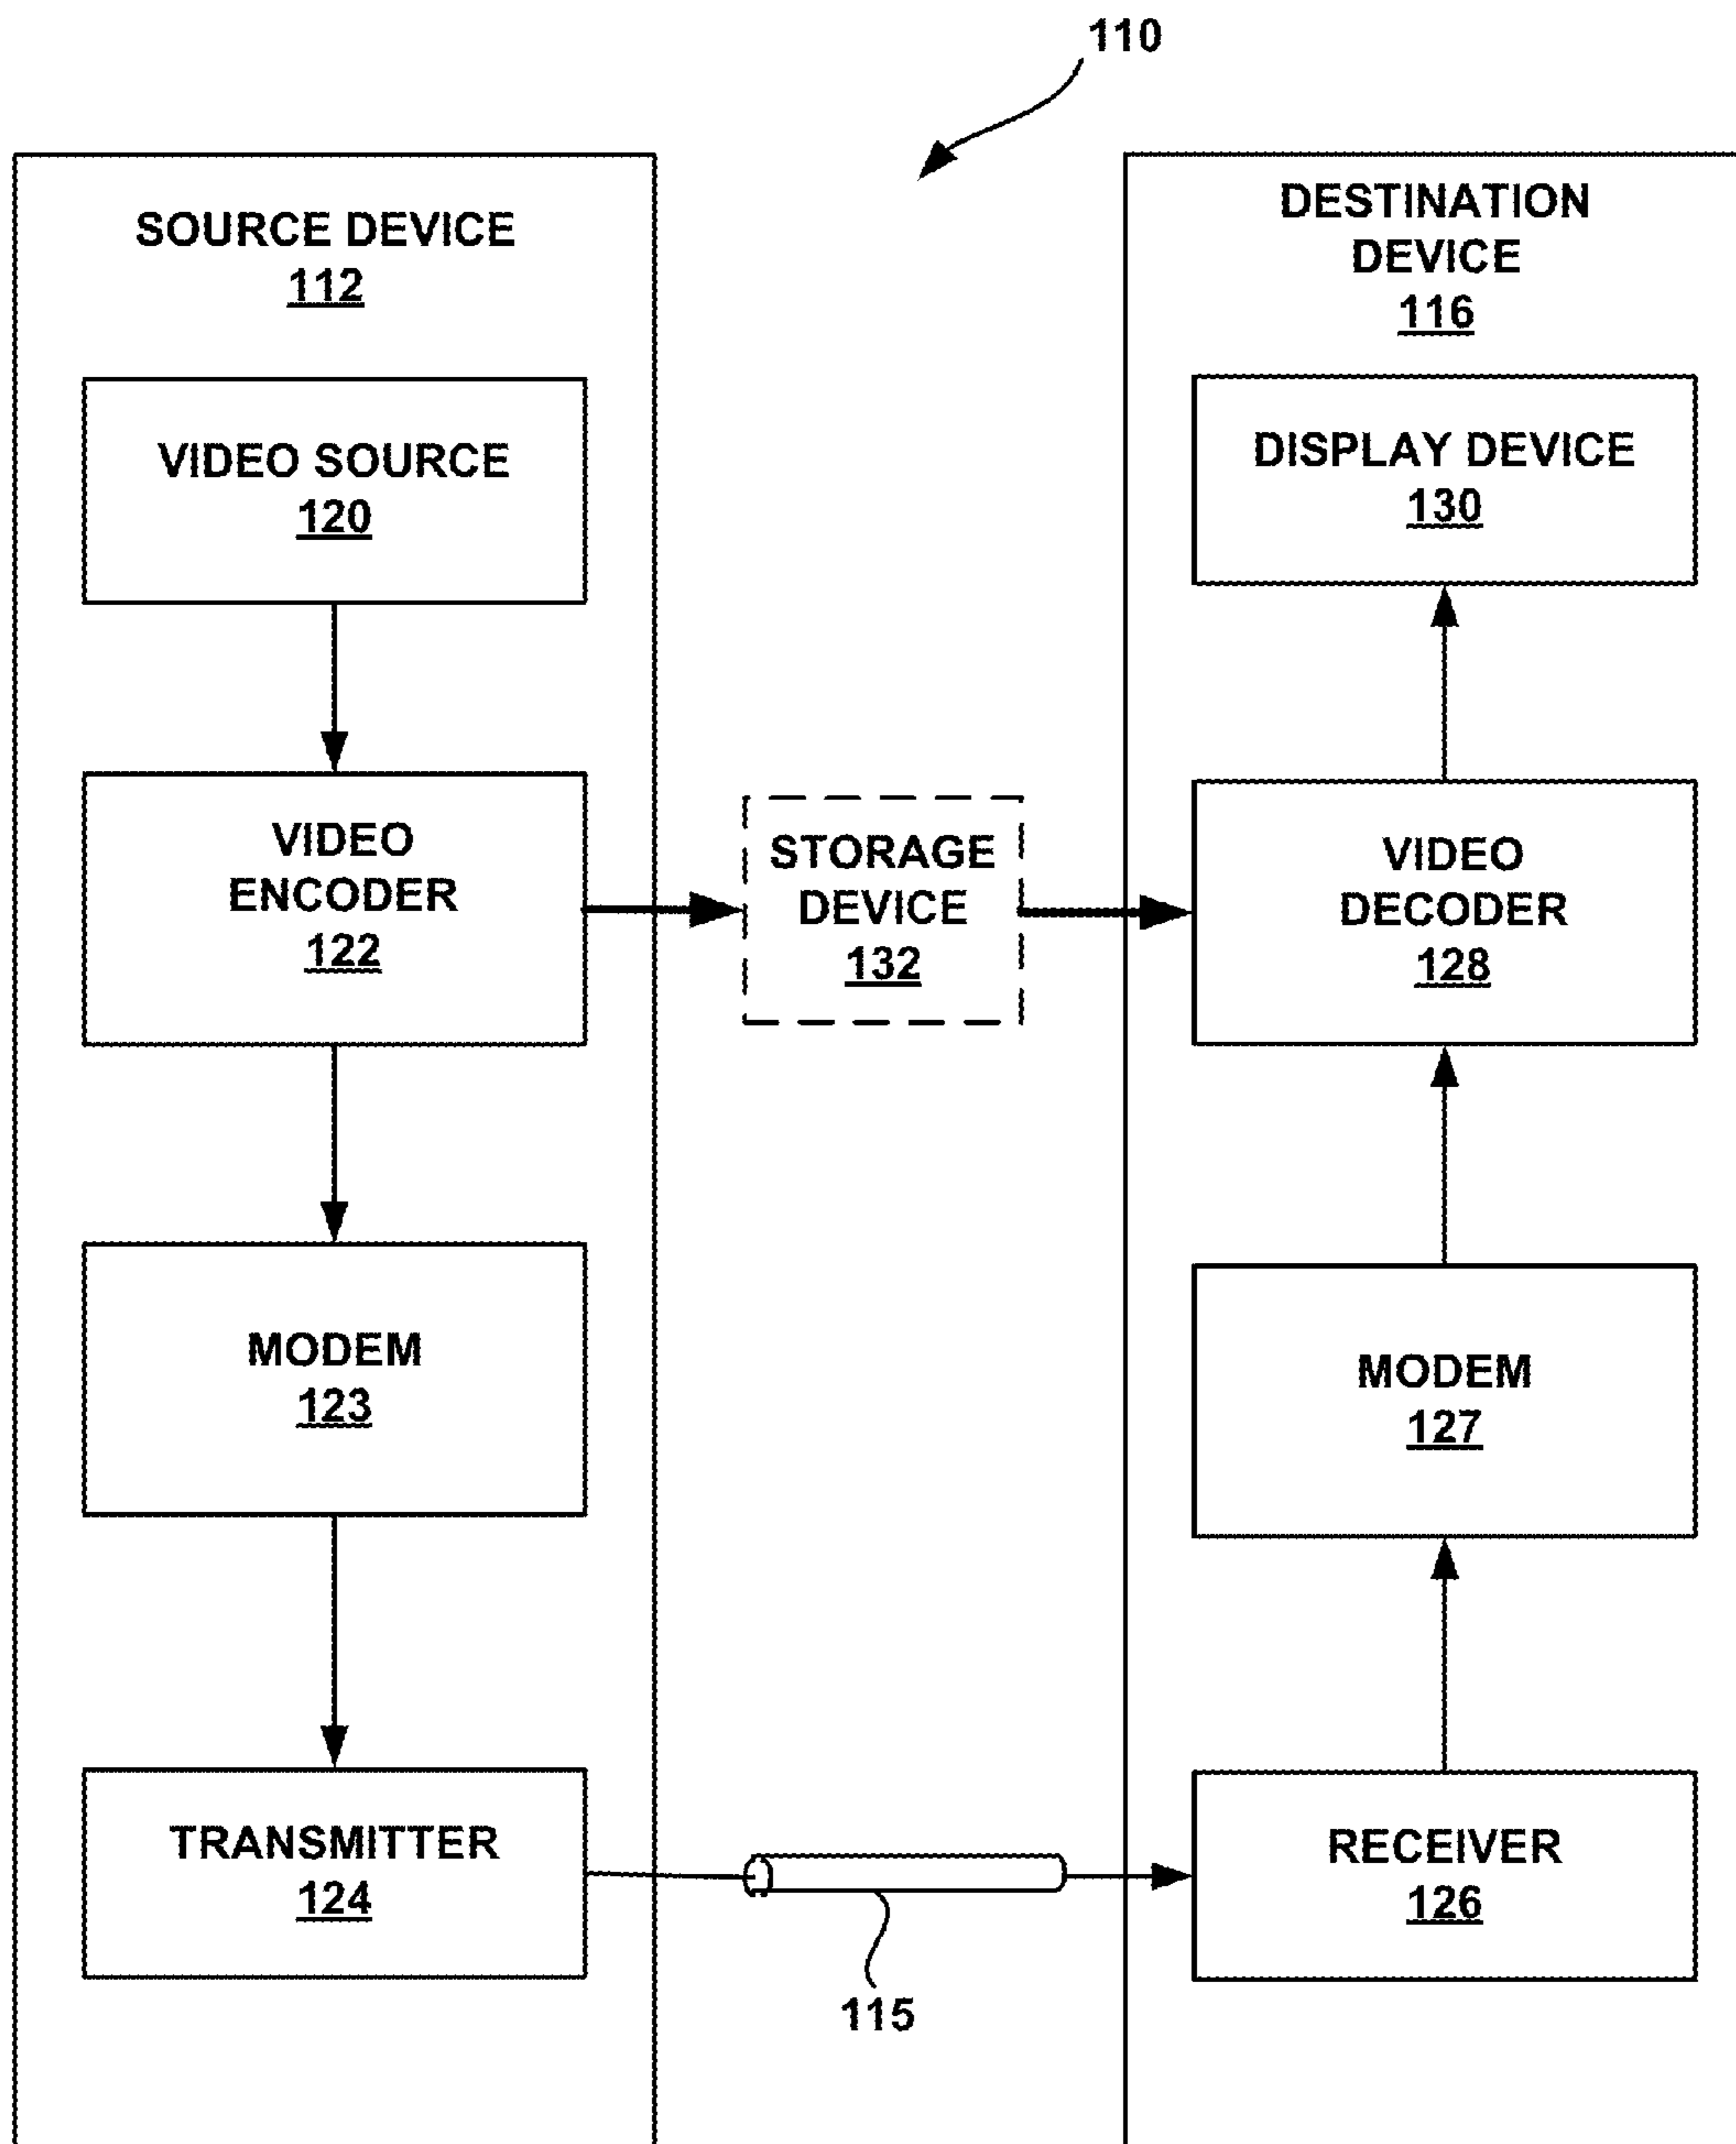 110
SOURCE DEVICE
112
VIDEO SOURCE
120
VIDEO
ENCODER
122
MODEM
123
TRANSMITTER
124
STORAGE
DEVICE
132
115
DESTINATION
DEVICE
116
DISPLAY DEVICE
130
VIDEO
DECODER
128
MODEM
127
RECEIVER
126